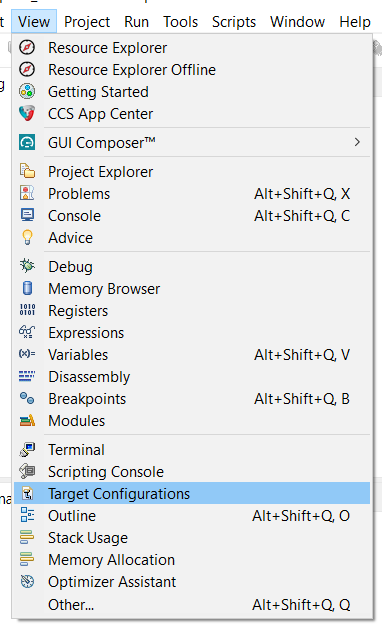 t View Project Run Tools Scripts Window Help
Resource Explorer
Resource Explorer Offline
g
Getting Started
CCS App Center
GUI Composer™
Project Explorer
Problems Alt+Shift+Q, X
Console Alt+Shift+Q, C
Advice
Debug
Memory Browser
Registers
Expressions
Variables Alt+Shift+Q, V
Disassembly
Breakpoints Alt+Shift+Q, B
Modules
Terminal
Scripting Console
na Target Configurations
Outline Alt+Shift+Q, O
Stack Usage
Memory Allocation
Optimizer Assistant
Other... Alt+Shift+Q, Q